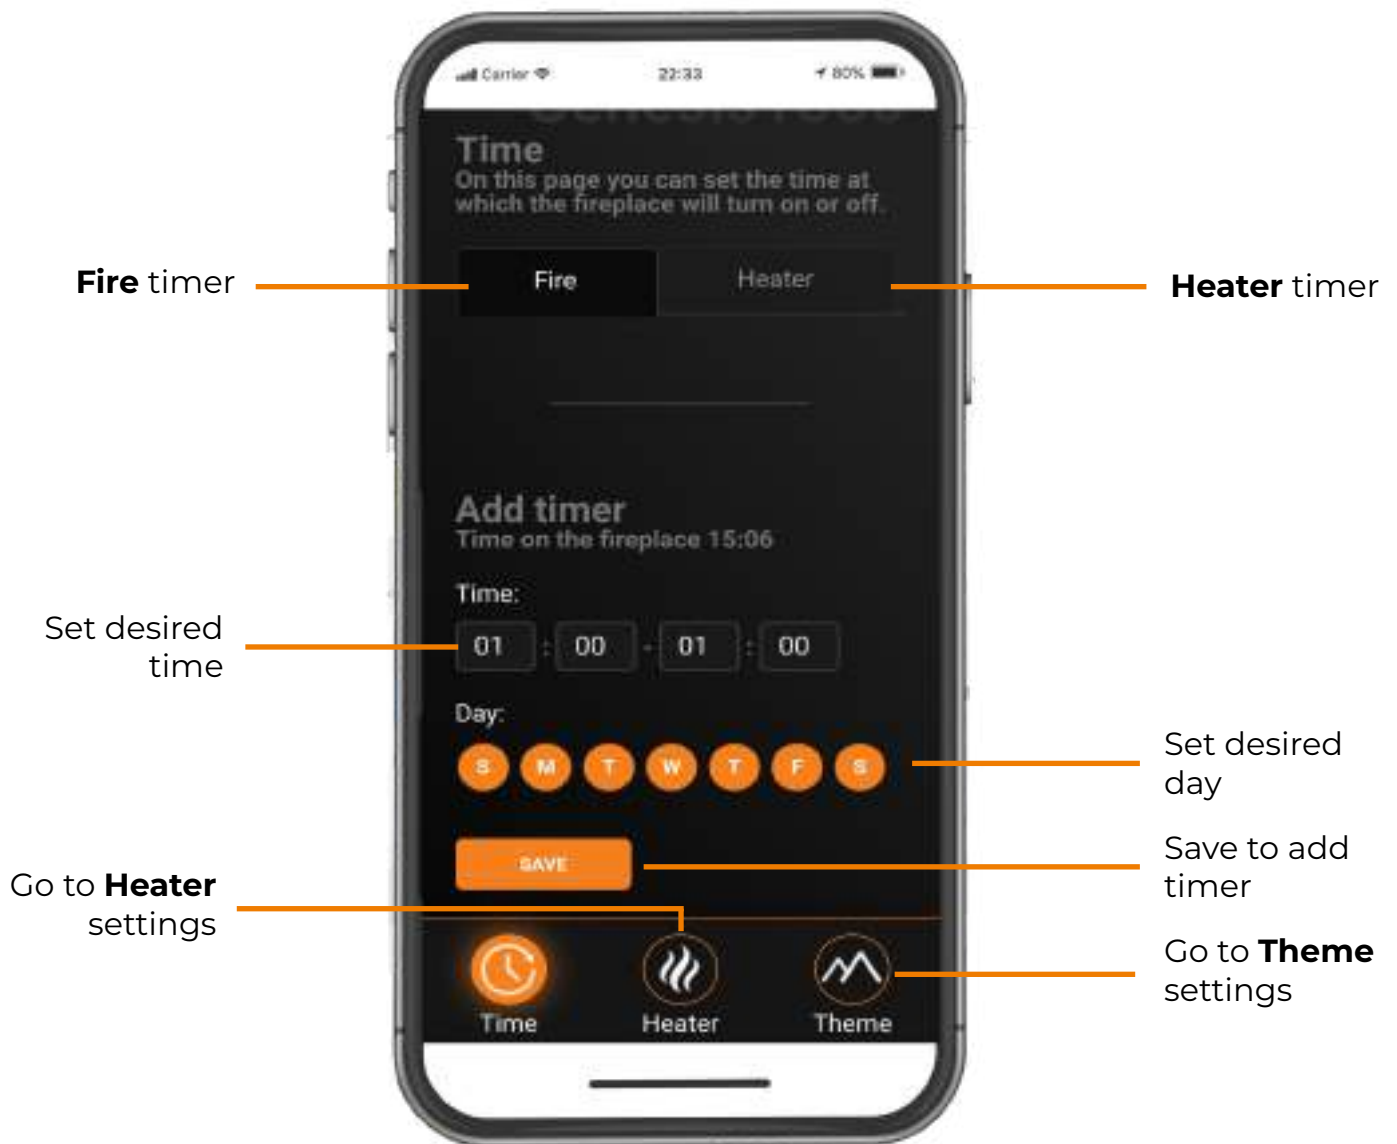 Carrier
22:33
80%
Time
On this page you can set the time at
which the fireplace will turn on or off.
Fire timer
Fire
Heater
Heater timer
Add timer
Time on the fireplace 15:06
Time:
Set desired
time
01 : 00 - 01 : 00
Day:
S M T W T F S
Set desired
day
SAVE
Save to add
timer
Go to Heater
settings
Go to Theme
settings
Time
Heater
Theme